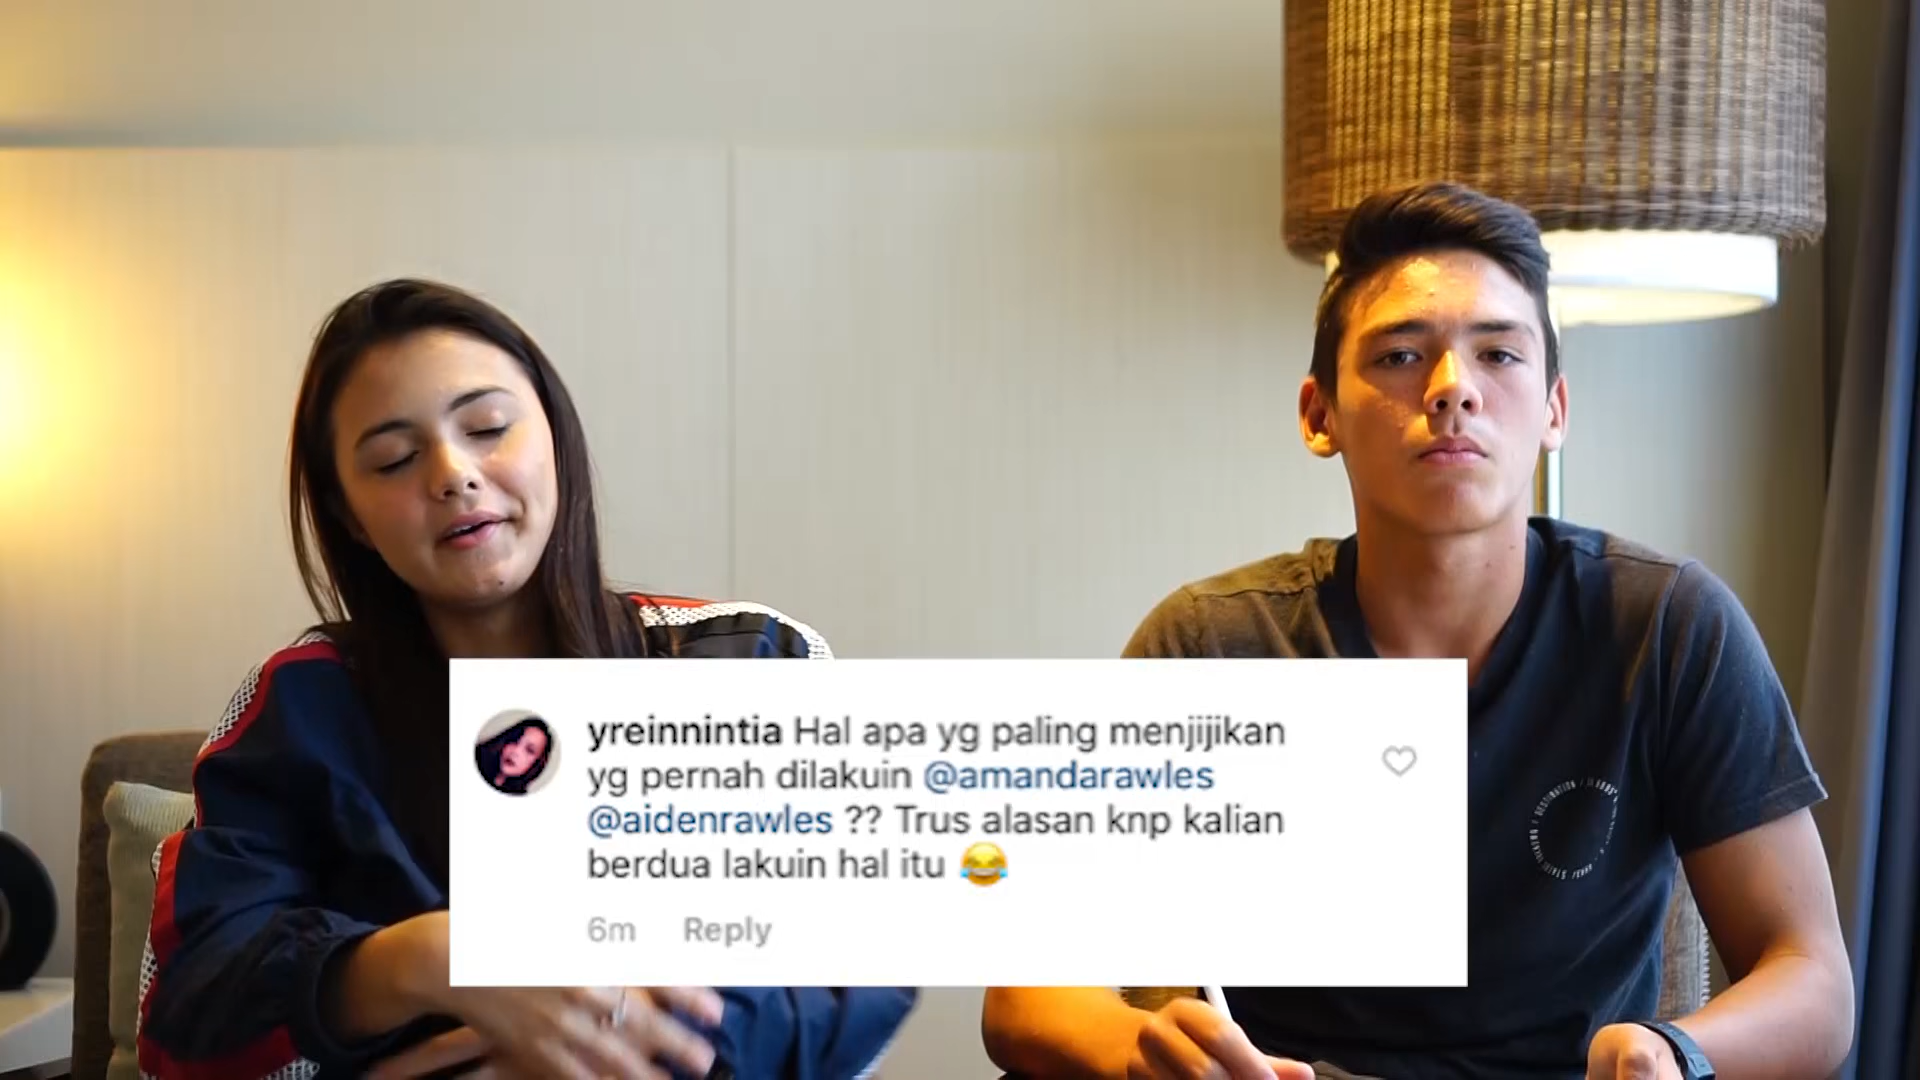 yreinnintia Hal apa yg paling menjijikan
yg pernah dilakuin @amandarawles
@aidenrawles ?? Trus alasan knp kalian
berdua lakuin hal itu 😂
6m Reply
DESTINATION